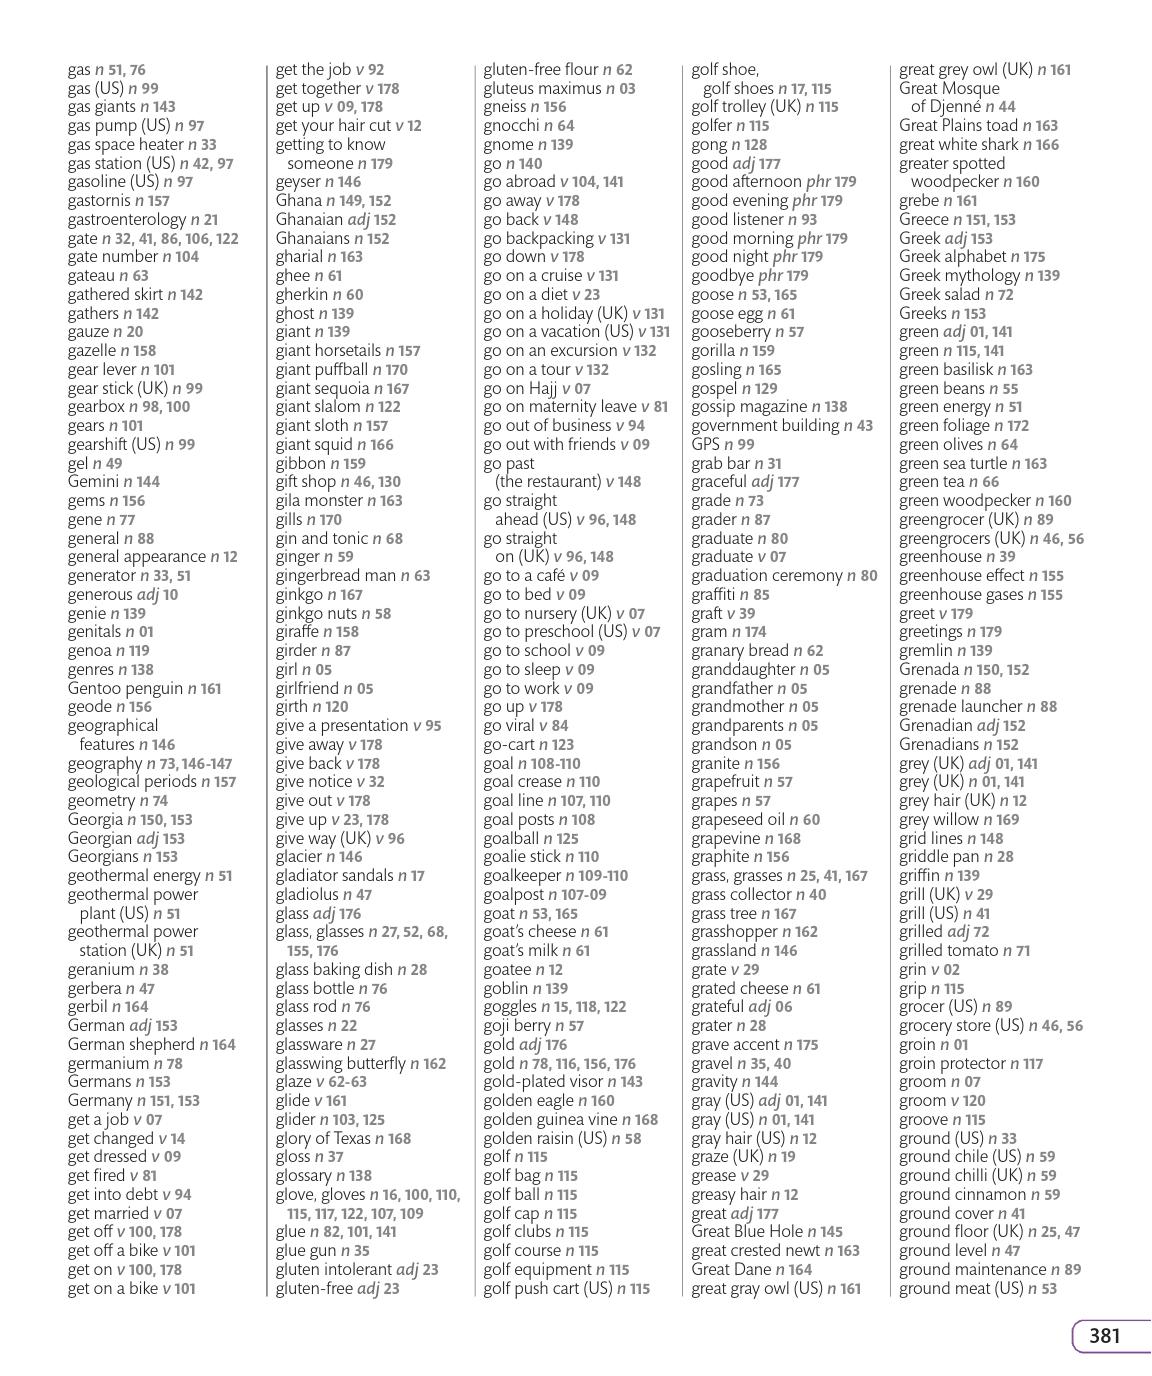 gas n 51, 76
gas (US) n 99
gas giants n 143
gas pump (US) n 97
gas space heater n 33
gas station (US) n 42, 97
gasoline (US) n 97
gastornis n 157
gastroenterology n 21
gate n 32, 41, 86, 106, 122
gate number n 104
gateau n 63
gathered skirt n 142
gathers n 142
gauze n 20
gazelle n 158
gear lever n 101
gear stick (UK) n 99
gearbox n 98, 100
gears n 101
gearshift (US) n 99
gel n 49
Gemini n 144
gems n 156
gene n 77
general n 88
general appearance n 12
generator n 33, 51
generous adj 10
genie n 139
genitals n 01
genoa n 119
genres n 138
Gentoo penguin n 161
geode n 156
geographical
features n 146
geography n 73, 146-147
geological periods n 157
geometry n 74
Georgia n 150, 153
Georgian adj 153
Georgians n 153
geothermal energy n 51
geothermal power
plant (US) n 51
geothermal power
station (UK) n 51
geranium n 38
gerbera n 47
gerbil n 164
German adj 153
German shepherd n 164
germanium n 78
Germans n 153
Germany n 151, 153
get a job v 07
get changed v 14
get dressed v 09
get fired v 81
get into debt v 94
get married v 07
get off v 100, 178
get off a bike v 101
get on v 100, 178
get on a bike v 101
get the job v 92
get together v 178
get up v 09, 178
get your hair cut v 12
getting to know
someone n 179
geyser n 146
Ghana n 149, 152
Ghanaian adj 152
Ghanaians n 152
gharial n 163
ghee n 61
gherkin n 60
ghost n 139
giant n 139
giant horsetails n 157
giant puffball n 170
giant sequoia n 167
giant slalom n 122
giant sloth n 157
giant squid n 166
gibbon n 159
gift shop n 46, 130
gila monster n 163
gills n 170
gin and tonic n 68
ginger n 59
gingerbread man n 63
ginkgo n 167
ginkgo nuts n 58
giraffe n 158
girder n 87
girl n 05
girlfriend n 05
girth n 120
give a presentation v 95
give away v 178
give back v 178
give notice v 32
give out v 178
give up v 23, 178
give way (UK) v 96
glacier n 146
gladiator sandals n 17
gladiolus n 47
glass adj 176
glass, glasses n 27, 52, 68,
155, 176
glass baking dish n 28
glass bottle n 76
glass rod n 76
glasses n 22
glassware n 27
glasswing butterfly n 162
glaze v 62-63
glide v 161
glider n 103, 125
glory of Texas n 168
gloss n 37
glossary n 138
glove, gloves n 16, 100, 110,
115, 117, 122, 107, 109
glue n 82, 101, 141
glue gun n 35
gluten intolerant adj 23
gluten-free adj 23
gluten-free flour n 62
gluteus maximus n 03
gneiss n 156
gnocchi n 64
gnome n 139
go n 140
go abroad v 104, 141
go away v 178
go back v 148
go backpacking v 131
go down v 178
go on a cruise v 131
go on a diet v 23
go on a holiday (UK) v 131
go on a vacation (US) v 131
go on an excursion v 132
go on a tour v 132
go on Hajj v 07
go on maternity leave v 81
go out of business v 94
go out with friends v 09
go past
(the restaurant) v 148
go straight
ahead (US) v 96, 148
go straight
on (UK) v 96, 148
go to a café v 09
go to bed v 09
go to nursery (UK) v 07
go to preschool (US) v 07
go to school v 09
go to sleep v 09
go to work v 09
go up v 178
go viral v 84
go-cart n 123
goal n 108-110
goal crease n 110
goal line n 107, 110
goal posts n 108
goalball n 125
goalie stick n 110
goalkeeper n 109-110
goalpost n 107-09
goat n 53, 165
goat's cheese n 61
goat's milk n 61
goatee n 12
goblin n 139
goggles n 15, 118, 122
goji berry n 57
gold adj 176
gold n 78, 116, 156, 176
gold-plated visor n 143
golden eagle n 160
golden guinea vine n 168
golden raisin (US) n 58
golf n 115
golf bag n 115
golf ball n 115
golf cap n 115
golf clubs n 115
golf course n 115
golf equipment n 115
golf push cart (US) n 115
golf shoe,
golf shoes n 17, 115
golf trolley (UK) n 115
golfer n 115
gong n 128
good adj 177
good afternoon phr 179
good evening phr 179
good listener n 93
good morning phr 179
good night phr 179
goodbye phr 179
goose n 53, 165
goose egg n 61
gooseberry n 57
gorilla n 159
gosling n 165
gospel n 129
gossip magazine n 138
government building n 43
GPS n 99
grab bar n 31
graceful adj 177
grade n 73
grader n 87
graduate n 80
graduate v 07
graduation ceremony n 80
graffiti n 85
graft v 39
gram n 174
granary bread n 62
granddaughter n 05
grandfather n 05
grandmother n 05
grandparents n 05
grandson n 05
granite n 156
grapefruit n 57
grapes n 57
grapeseed oil n 60
grapevine n 168
graphite n 156
grass, grasses n 25, 41, 167
grass collector n 40
grass tree n 167
grasshopper n 162
grassland n 146
grate v 29
grated cheese n 61
grateful adj 06
grater n 28
grave accent n 175
gravel n 35, 40
gravity n 144
gray (US) adj 01, 141
gray (US) n 01, 141
gray hair (US) n 12
graze (UK) n 19
grease v 29
greasy hair n 12
great adj 177
Great Blue Hole n 145
great crested newt n 163
Great Dane n 164
great gray owl (US) n 161
great grey owl (UK) n 161
Great Mosque
of Djenné n 44
Great Plains toad n 163
great white shark n 166
greater spotted
woodpecker n 160
grebe n 161
Greece n 151, 153
Greek adj 153
Greek alphabet n 175
Greek mythology n 139
Greek salad n 72
Greeks n 153
green adj 01, 141
green n 115, 141
green basilisk n 163
green beans n 55
green energy n 51
green foliage n 172
green olives n 64
green sea turtle n 163
green tea n 66
green woodpecker n 160
greengrocer (UK) n 89
greengrocers (UK) n 46, 56
greenhouse n 39
greenhouse effect n 155
greenhouse gases n 155
greet v 179
greetings n 179
gremlin n 139
Grenada n 150, 152
grenade n 88
grenade launcher n 88
Grenadian adj 152
Grenadians n 152
grey (UK) adj 01, 141
grey (UK) n 01, 141
grey hair (UK) n 12
grey willow n 169
grid lines n 148
griddle pan n 28
griffin n 139
grill (UK) v 29
grill (US) n 41
grilled adj 72
grilled tomato n 71
grin v 02
grip n 115
grocer (US) n 89
grocery store (US) n 46, 56
groin n 01
groin protector n 117
groom n 07
groom v 120
groove n 115
ground (US) n 33
ground chile (US) n 59
ground chilli (UK) n 59
ground cinnamon n 59
ground cover n 41
ground floor (UK) n 25, 47
ground level n 47
ground maintenance n 89
ground meat (US) n 53
381